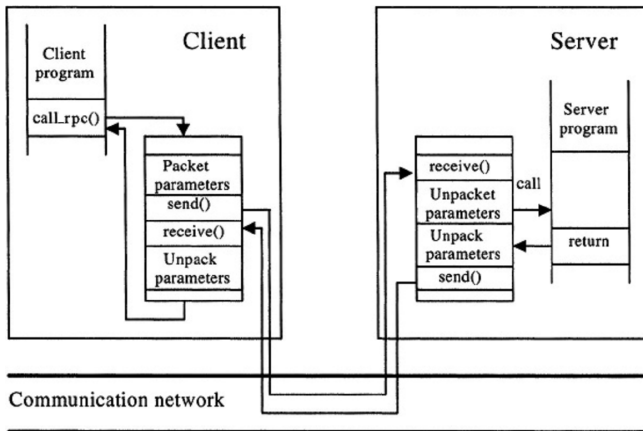 Client
Client
program
call_rpc()
Packet
parameters
send()
receive()
Unpack
parameters
Server
Server
program
receive()
Unpacket
parameters
call
Unpack
parameters
return
send()
Communication network